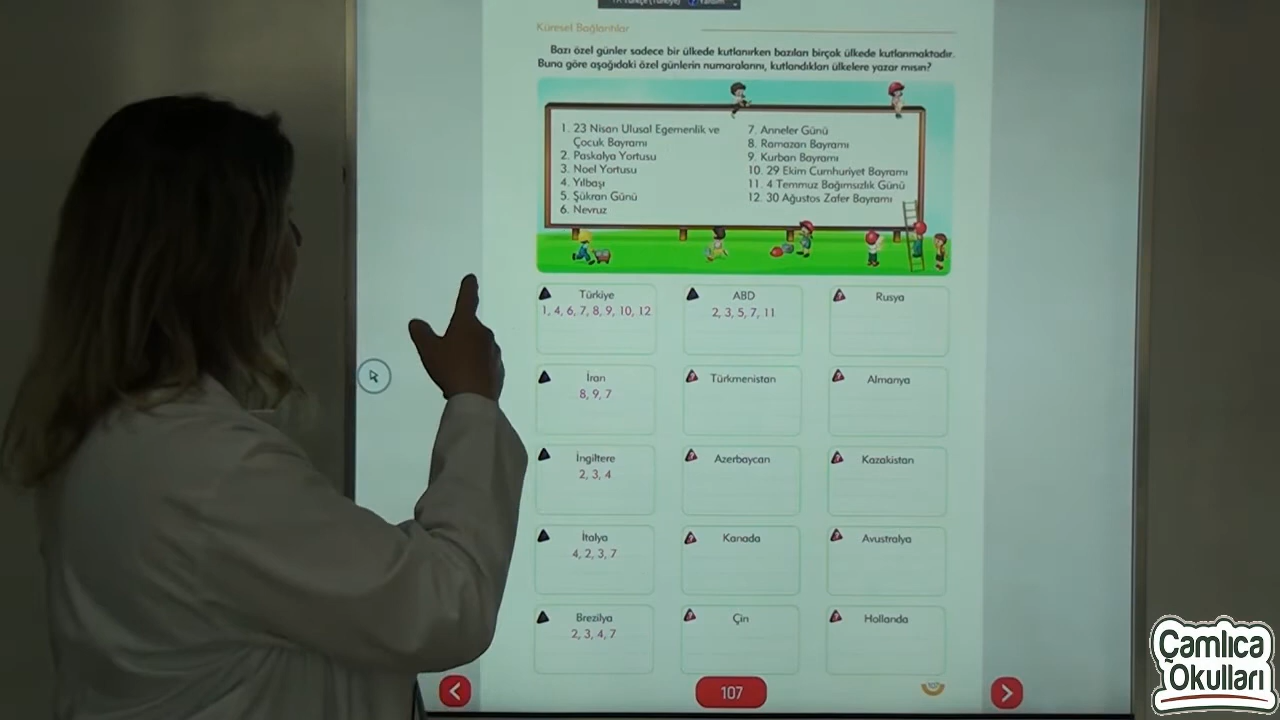 Küresel Bağlantılar
Bazı özel günler sadece bir ülkede kutlanırken bazıları birçok ülkede kutlanmaktadır.
Buna göre aşağıdaki özel günlerin numaralarını, kutlandıkları ülkelere yazar mısın?
1. 23 Nisan Ulusal Egemenlik ve
Çocuk Bayramı
2. Paskalya Yortusu
3. Noel Yortusu
4. Yılbaşı
5. Şükran Günü
6. Nevruz
7. Anneler Günü
8. Ramazan Bayramı
9. Kurban Bayramı
10. 29 Ekim Cumhuriyet Bayramı
11. 4 Temmuz Bağımsızlık Günü
12. 30 Ağustos Zafer Bayramı
Türkiye
1, 4, 6, 7, 8, 9, 10, 12
ABD
2, 3, 5, 7, 11
Rusya
İran
8, 9, 7
Türkmenistan
Almanya
İngiltere
2, 3, 4
Azerbaycan
Kazakistan
İtalya
4, 2, 3, 7
Kanada
Avustralya
Brezilya
2, 3, 4, 7
Çin
Hollanda
107
Çamlıca
Okulları